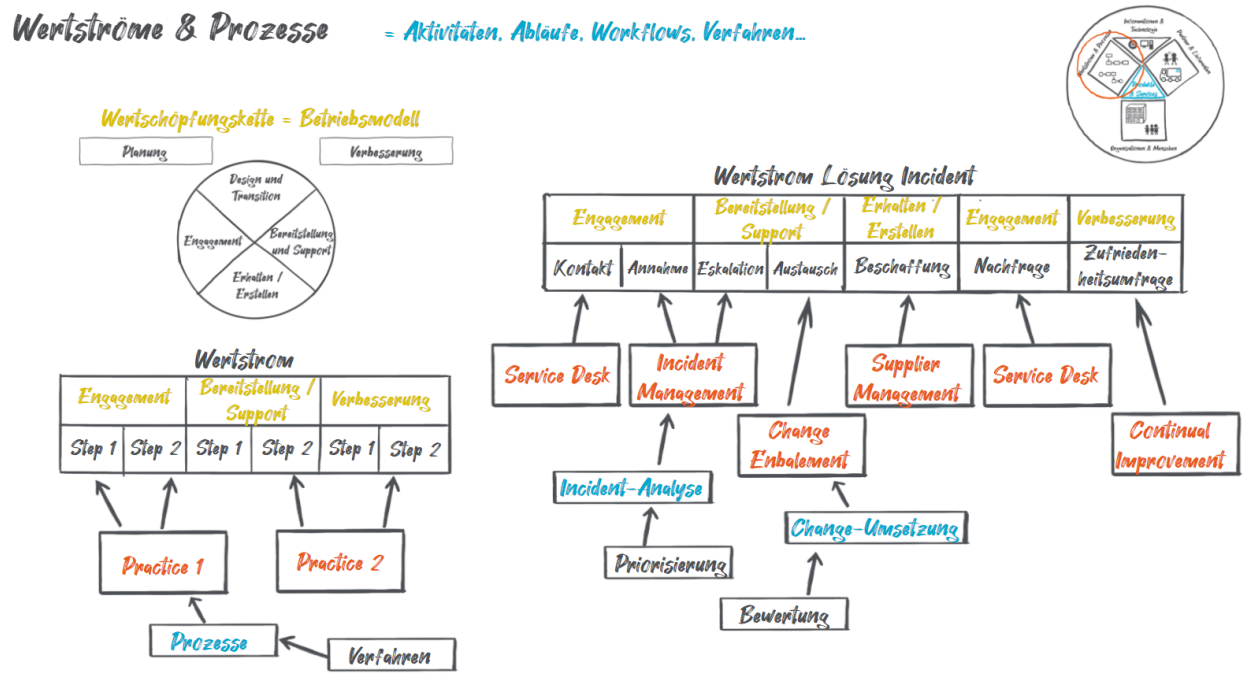 Wertströme & Prozesse = Aktivitäten, Abläufe, Workflows, Verfahren...
Informationen &
Technologie
Wertströme & Prozesse
Partner & Lieferanten
Produkte
& Services
Organisationen & Menschen
Wertschöpfungskette = Betriebsmodell
Planung
Verbesserung
Design und
Transition
Engagement
Bereitstellung
und Support
Erhalten /
Erstellen
Wertstrom
Engagement
Bereitstellung /
Support
Verbesserung
Step 1
Step 2
Step 1
Step 2
Step 1
Step 2
Practice 1
Practice 2
Prozesse
Verfahren
Wertstrom Lösung Incident
Engagement
Bereitstellung /
Support
Erhalten /
Erstellen
Engagement
Verbesserung
Kontakt
Annahme
Eskalation
Austausch
Beschaffung
Nachfrage
Zufrieden-
heitsumfrage
Service Desk
Incident
Management
Supplier
Management
Service Desk
Change
Enbalement
Continual
Improvement
Incident-Analyse
Change-Umsetzung
Priorisierung
Bewertung